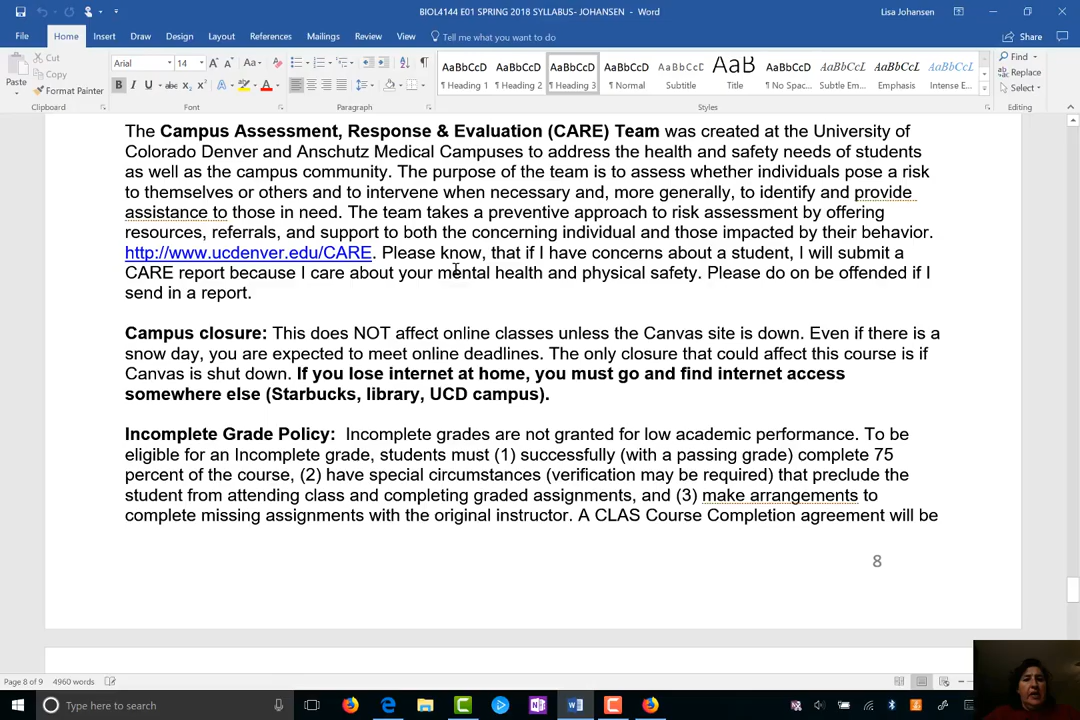 BIOL4144 E01 SPRING 2018 SYLLABUS- JOHANSEN - Word
Lisa Johansen
File Home Insert Draw Design Layout References Mailings Review View Tell me what you want to do Share
Paste Cut Arial 14 AaBbCcD AaBbCcD AaBbCcD AaBbCcD AaBbCcD AaB AaBbCcD AaBbCcD AaBbCcD AaBbCcD Find
Copy Replace
Format Painter B I U abc x₂ x² A ¶ Heading 1 ¶ Heading 2 ¶ Heading 3 ¶ Normal Subtitle Title ¶ No Spac... Subtle Em... Emphasis Intense E... Select
Clipboard Font Paragraph Styles Editing
The Campus Assessment, Response & Evaluation (CARE) Team was created at the University of
Colorado Denver and Anschutz Medical Campuses to address the health and safety needs of students
as well as the campus community. The purpose of the team is to assess whether individuals pose a risk
to themselves or others and to intervene when necessary and, more generally, to identify and provide
assistance to those in need. The team takes a preventive approach to risk assessment by offering
resources, referrals, and support to both the concerning individual and those impacted by their behavior.
http://www.ucdenver.edu/CARE. Please know, that if I have concerns about a student, I will submit a
CARE report because I care about your mental health and physical safety. Please do on be offended if I
send in a report.
Campus closure: This does NOT affect online classes unless the Canvas site is down. Even if there is a
snow day, you are expected to meet online deadlines. The only closure that could affect this course is if
Canvas is shut down. If you lose internet at home, you must go and find internet access
somewhere else (Starbucks, library, UCD campus).
Incomplete Grade Policy: Incomplete grades are not granted for low academic performance. To be
eligible for an Incomplete grade, students must (1) successfully (with a passing grade) complete 75
percent of the course, (2) have special circumstances (verification may be required) that preclude the
student from attending class and completing graded assignments, and (3) make arrangements to
complete missing assignments with the original instructor. A CLAS Course Completion agreement will be
8
Page 8 of 9 4960 words
Type here to search